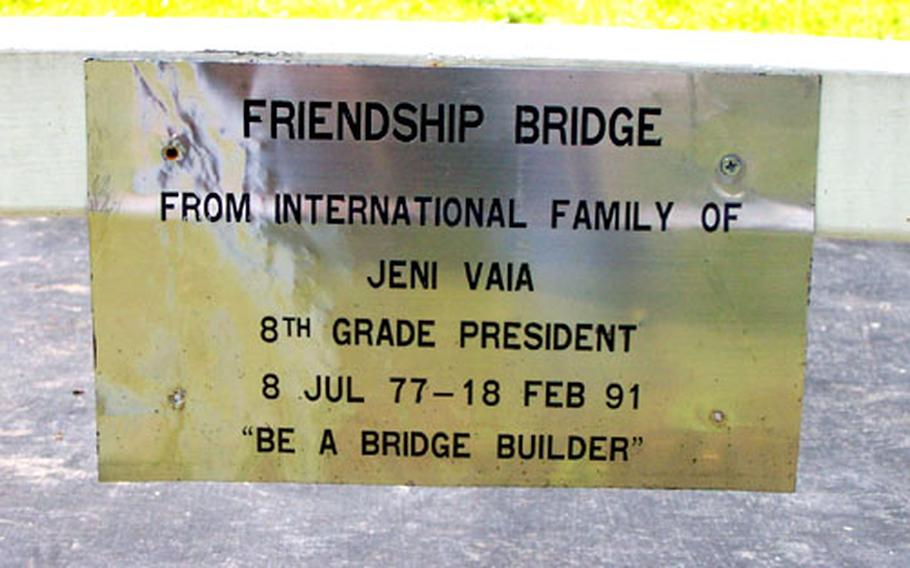 FRIENDSHIP BRIDGE
FROM INTERNATIONAL FAMILY OF
JENI VAIA
8TH GRADE PRESIDENT
8 JUL 77–18 FEB 91
“BE A BRIDGE BUILDER”